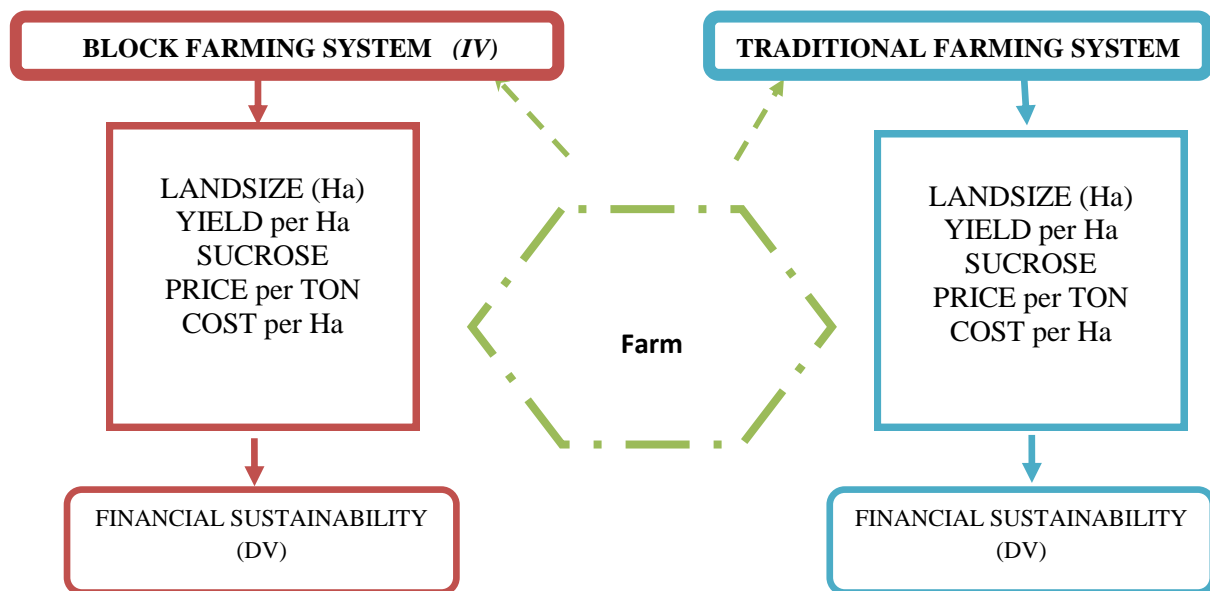 BLOCK FARMING SYSTEM (IV)
LANDSIZE (Ha)
YIELD per Ha
SUCROSE
PRICE per TON
COST per Ha
FINANCIAL SUSTAINABILITY
(DV)
Farm
TRADITIONAL FARMING SYSTEM
LANDSIZE (Ha)
YIELD per Ha
SUCROSE
PRICE per TON
COST per Ha
FINANCIAL SUSTAINABILITY
(DV)